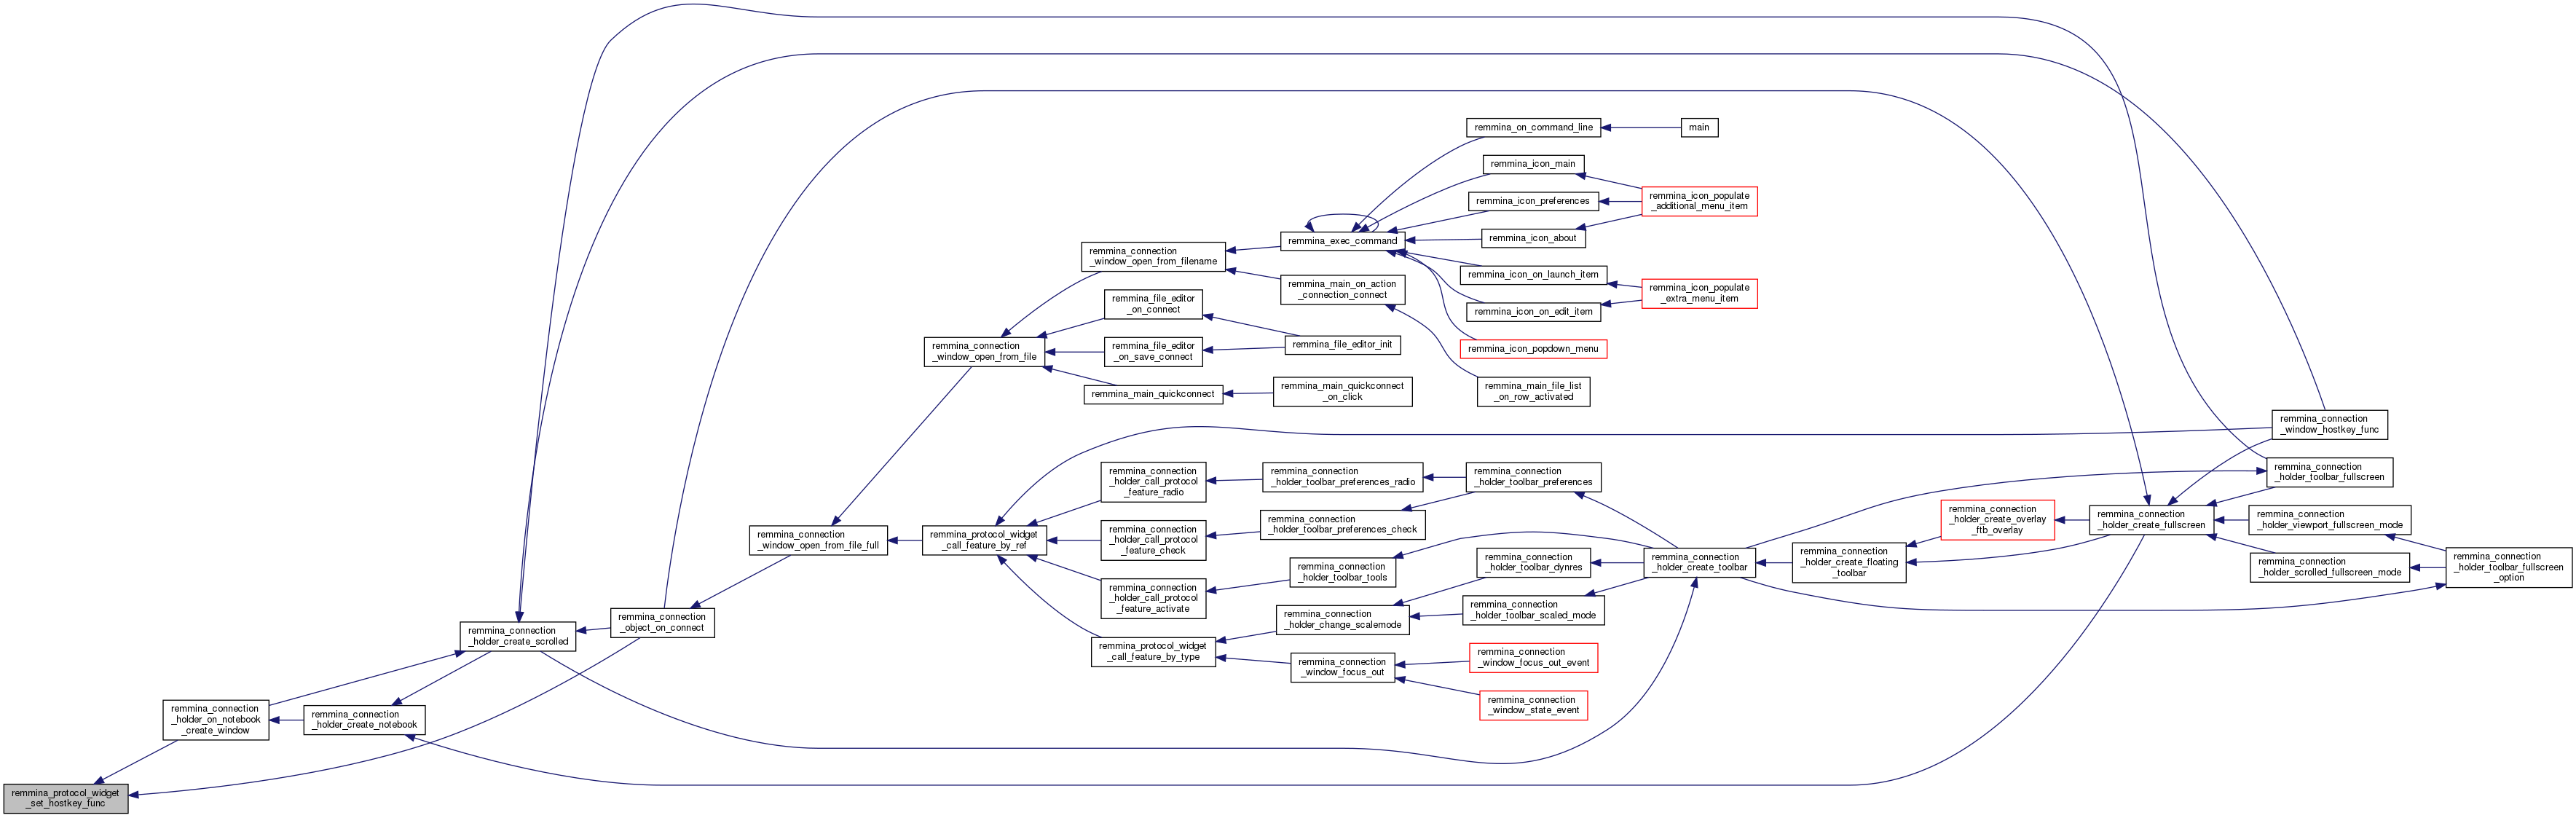 remmina_protocol_widget
_set_hostkey_func
remmina_connection
_holder_on_notebook
_create_window
remmina_connection
_holder_create_notebook
remmina_connection
_holder_create_scrolled
remmina_connection
_object_on_connect
remmina_connection
_window_open_from_file_full
remmina_connection
_window_open_from_file
remmina_connection
_window_open_from_filename
remmina_exec_command
remmina_on_command_line
main
remmina_icon_main
remmina_icon_populate
_additional_menu_item
remmina_icon_preferences
remmina_icon_about
remmina_icon_on_launch_item
remmina_icon_populate
_extra_menu_item
remmina_icon_on_edit_item
remmina_icon_popdown_menu
remmina_main_on_action
_connection_connect
remmina_main_file_list
_on_row_activated
remmina_file_editor
_on_connect
remmina_file_editor_init
remmina_file_editor
_on_save_connect
remmina_main_quickconnect
remmina_main_quickconnect
_on_click
remmina_protocol_widget
_call_feature_by_ref
remmina_connection
_window_hostkey_func
remmina_connection
_holder_call_protocol
_feature_radio
remmina_connection
_holder_toolbar_preferences_radio
remmina_connection
_holder_toolbar_preferences
remmina_connection
_holder_call_protocol
_feature_check
remmina_connection
_holder_toolbar_preferences_check
remmina_connection
_holder_call_protocol
_feature_activate
remmina_connection
_holder_toolbar_tools
remmina_protocol_widget
_call_feature_by_type
remmina_connection
_holder_change_scalemode
remmina_connection
_holder_toolbar_dynres
remmina_connection
_holder_toolbar_scaled_mode
remmina_connection
_window_focus_out
remmina_connection
_window_focus_out_event
remmina_connection
_window_state_event
remmina_connection
_holder_create_toolbar
remmina_connection
_holder_create_floating
_toolbar
remmina_connection
_holder_create_overlay
_ftb_overlay
remmina_connection
_holder_create_fullscreen
remmina_connection
_holder_toolbar_fullscreen
remmina_connection
_holder_viewport_fullscreen_mode
remmina_connection
_holder_scrolled_fullscreen_mode
remmina_connection
_holder_toolbar_fullscreen
_option